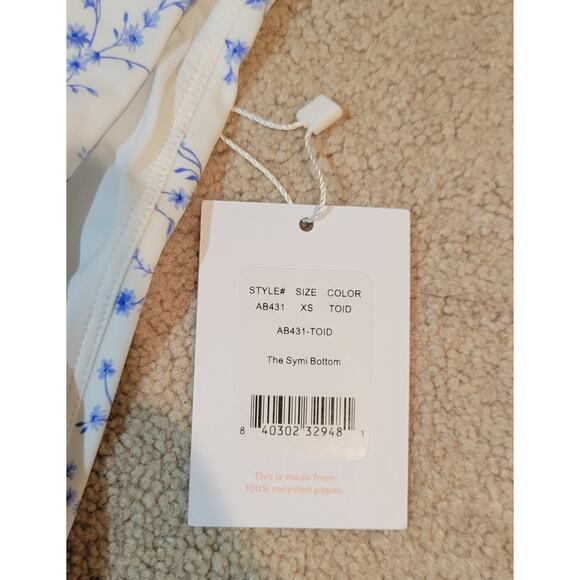 STYLE# SIZE COLOR
AB431 XS TOID
AB431-TOID
The Symi Bottom
8 40302 32948 1
This is made from
100% recycled paper.